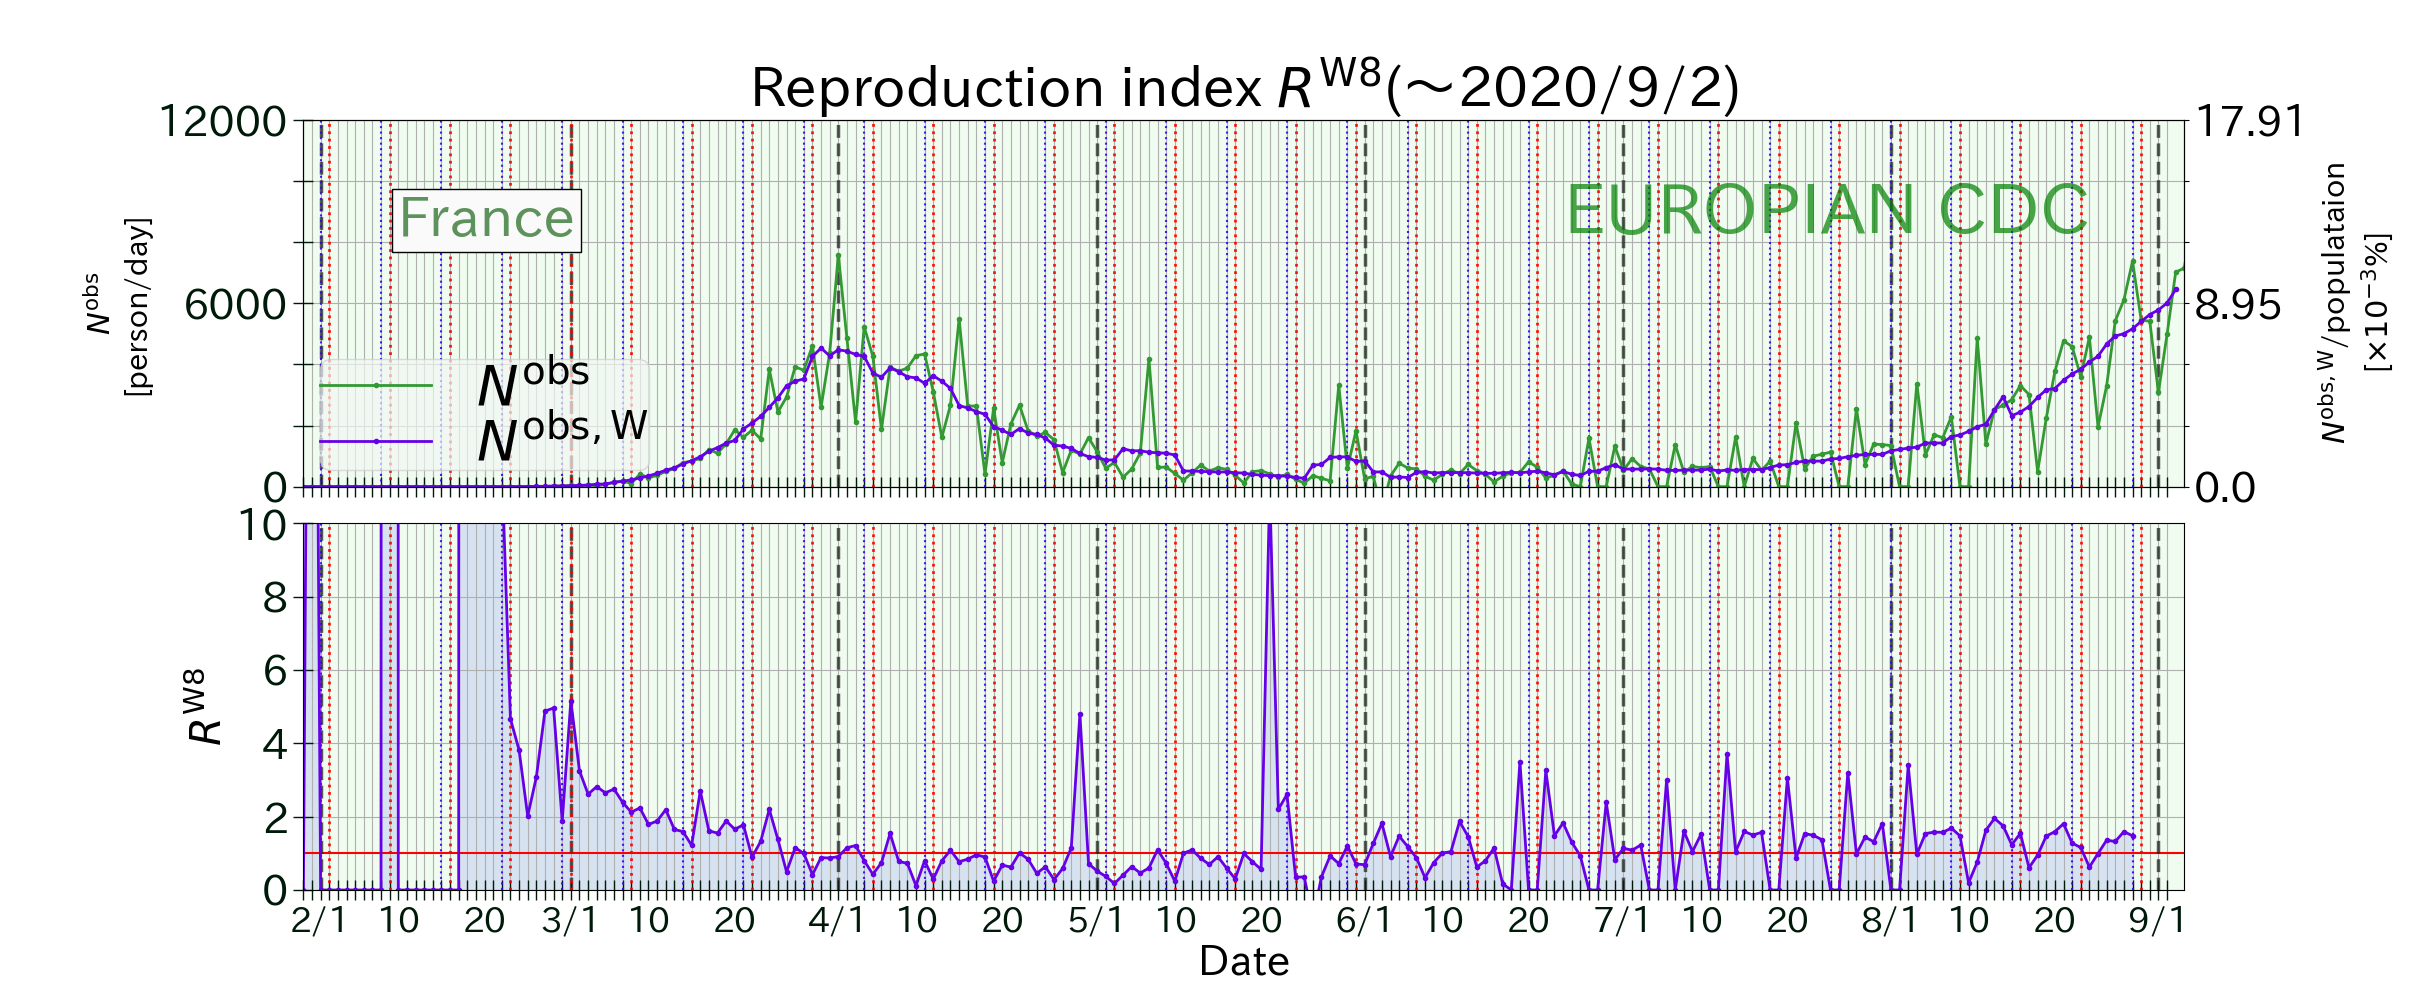 Reproduction index R^W8(~2020/9/2)
12000
6000
0
N^obs
[person/day]
France
EUROPIAN CDC
N^obs
N^obs, W
17.91
8.95
0.0
N^obs, W/populataion
[×10^−3%]
10
8
6
4
2
0
R^W8
2/1 10 20 3/1 10 20 4/1 10 20 5/1 10 20 6/1 10 20 7/1 10 20 8/1 10 20 9/1
Date